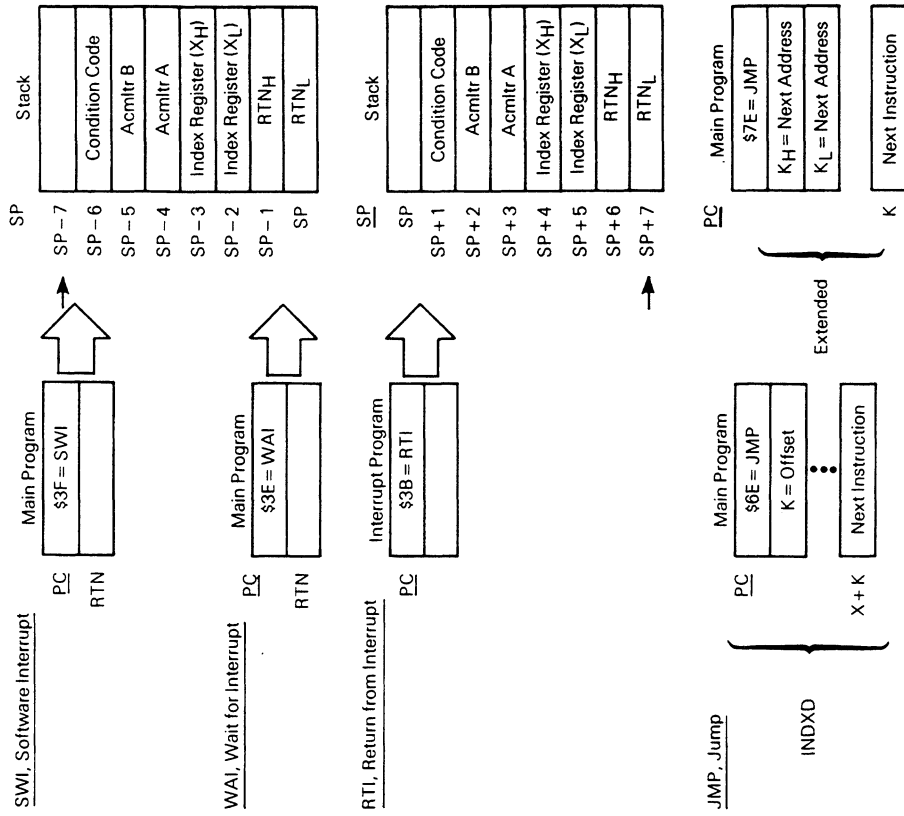 SWI, Software Interrupt
Main Program
PC
$3F = SWI
RTN
SP
Stack
SP – 7
SP – 6
Condition Code
SP – 5
Acmltr B
SP – 4
Acmltr A
SP – 3
Index Register (XH)
SP – 2
Index Register (XL)
SP – 1
RTNH
SP
RTNL
WAI, Wait for Interrupt
Main Program
PC
$3E = WAI
RTN
RTI, Return from Interrupt
Interrupt Program
PC
$3B = RTI
SP
Stack
SP
SP + 1
Condition Code
SP + 2
Acmltr B
SP + 3
Acmltr A
SP + 4
Index Register (XH)
SP + 5
Index Register (XL)
SP + 6
RTNH
SP + 7
RTNL
JMP, Jump
INDXD
Main Program
PC
$6E = JMP
K = Offset
X + K
Next Instruction
Extended
Main Program
PC
$7E = JMP
KH = Next Address
KL = Next Address
K
Next Instruction